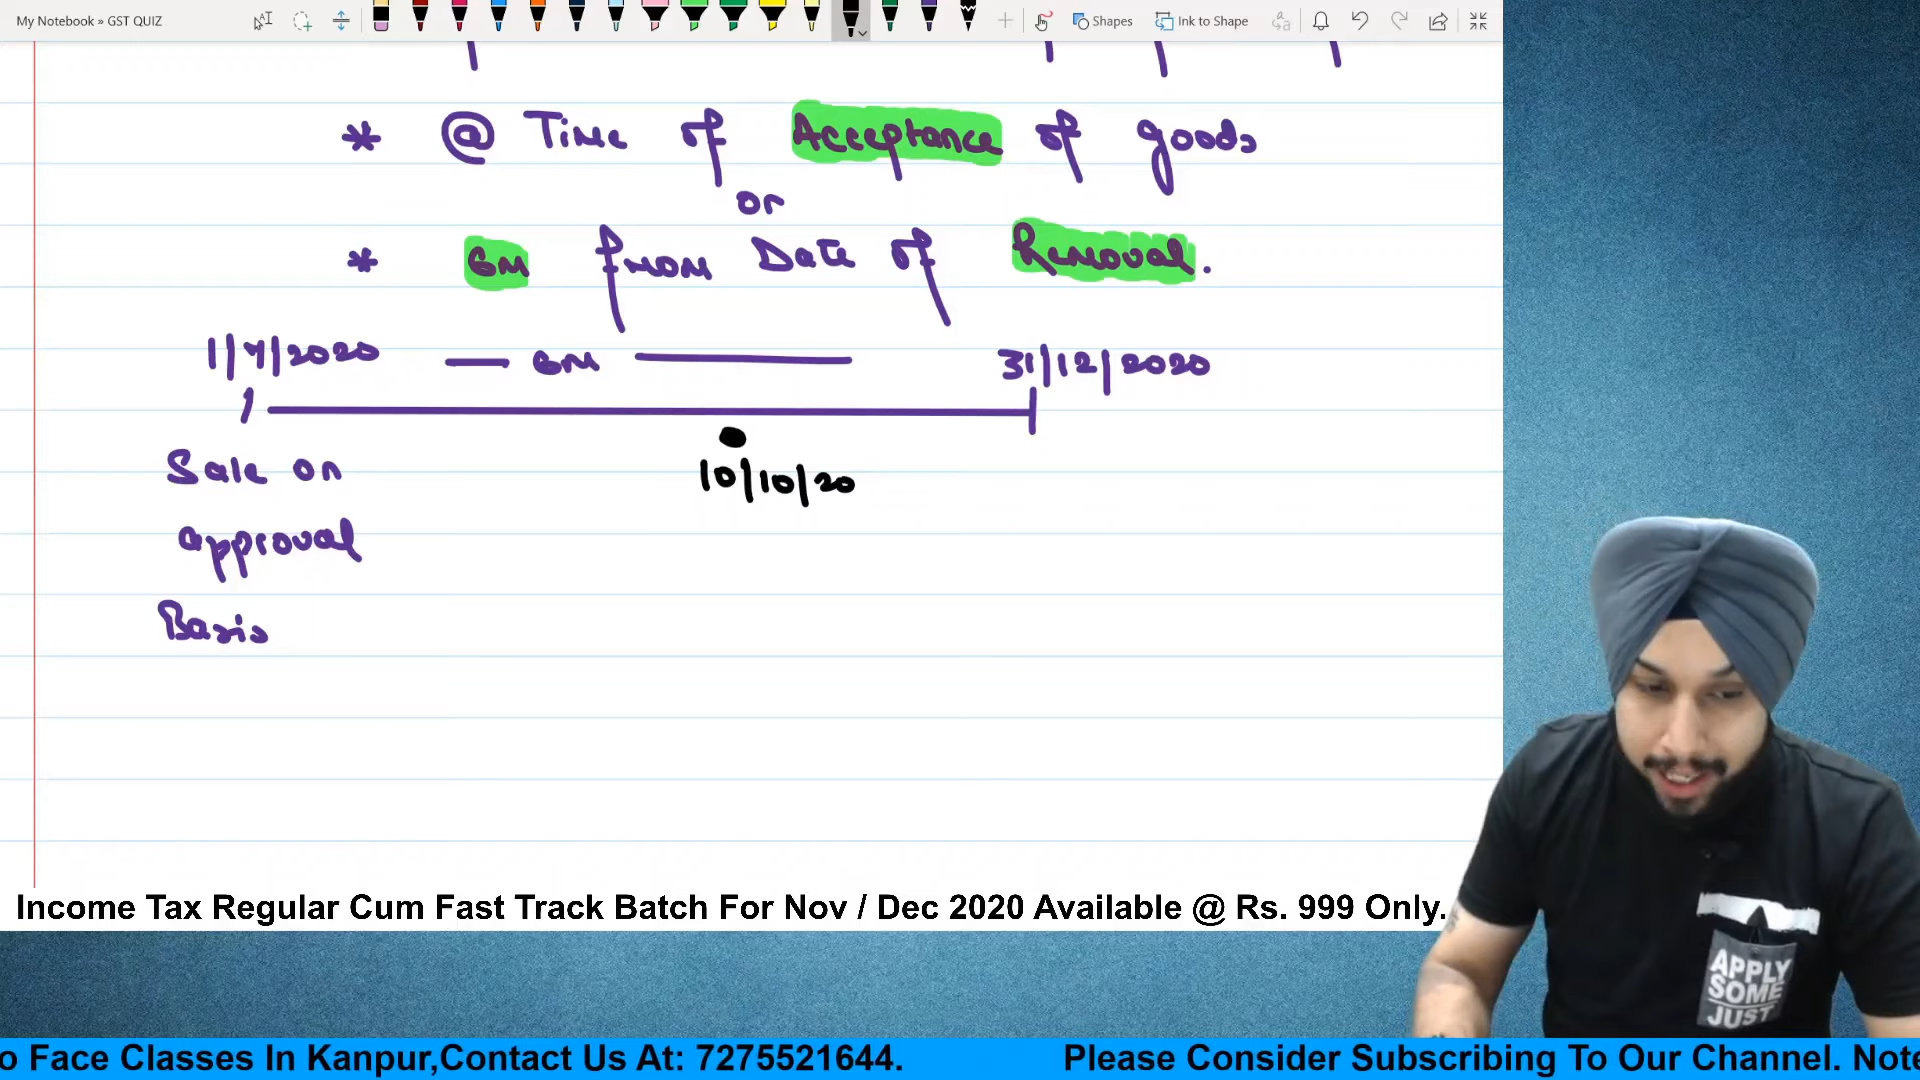 My Notebook » GST QUIZ
Shapes
Ink to Shape
* @ Time of Acceptance of goods
or
* 6M from Date of Removal.
1/7/2020 — 6M — 31/12/2020
10/10/20
Sale on
approval
Basis
APPLY
SOME
JUST
Income Tax Regular Cum Fast Track Batch For Nov / Dec 2020 Available @ Rs. 999 Only.
o Face Classes In Kanpur,Contact Us At: 7275521644. Please Consider Subscribing To Our Channel. Note